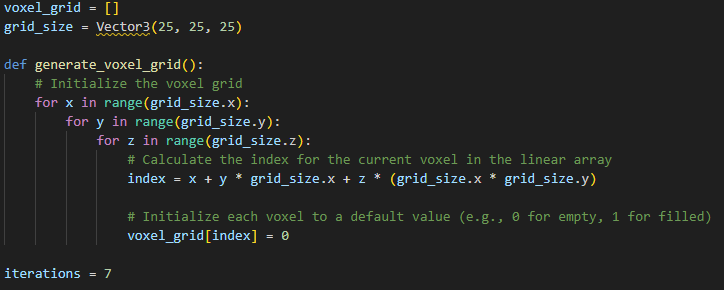 voxel_grid = []
grid_size = Vector3(25, 25, 25)
def generate_voxel_grid():
    # Initialize the voxel grid
    for x in range(grid_size.x):
        for y in range(grid_size.y):
            for z in range(grid_size.z):
                # Calculate the index for the current voxel in the linear array
                index = x + y * grid_size.x + z * (grid_size.x * grid_size.y)
                # Initialize each voxel to a default value (e.g., 0 for empty, 1 for filled)
                voxel_grid[index] = 0
iterations = 7